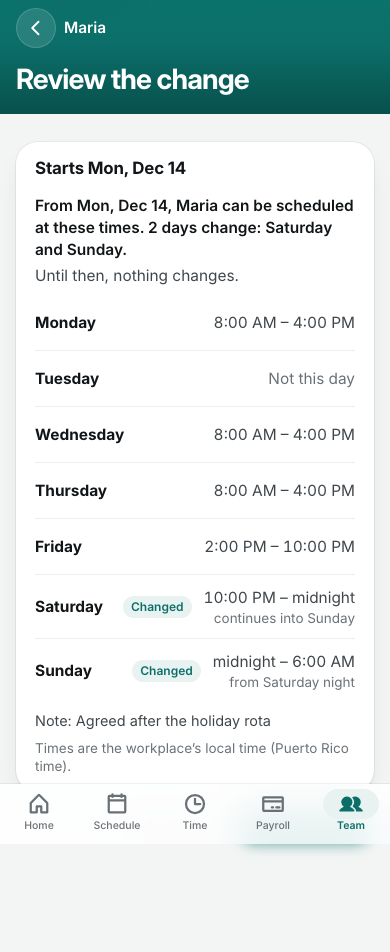 Maria
Review the change
Starts Mon, Dec 14
From Mon, Dec 14, Maria can be scheduled
at these times. 2 days change: Saturday
and Sunday.
Until then, nothing changes.
Monday 8:00 AM – 4:00 PM
Tuesday Not this day
Wednesday 8:00 AM – 4:00 PM
Thursday 8:00 AM – 4:00 PM
Friday 2:00 PM – 10:00 PM
Saturday Changed 10:00 PM – midnight
continues into Sunday
Sunday Changed midnight – 6:00 AM
from Saturday night
Note: Agreed after the holiday rota
Times are the workplace’s local time (Puerto Rico
time).
Home Schedule Time Payroll Team